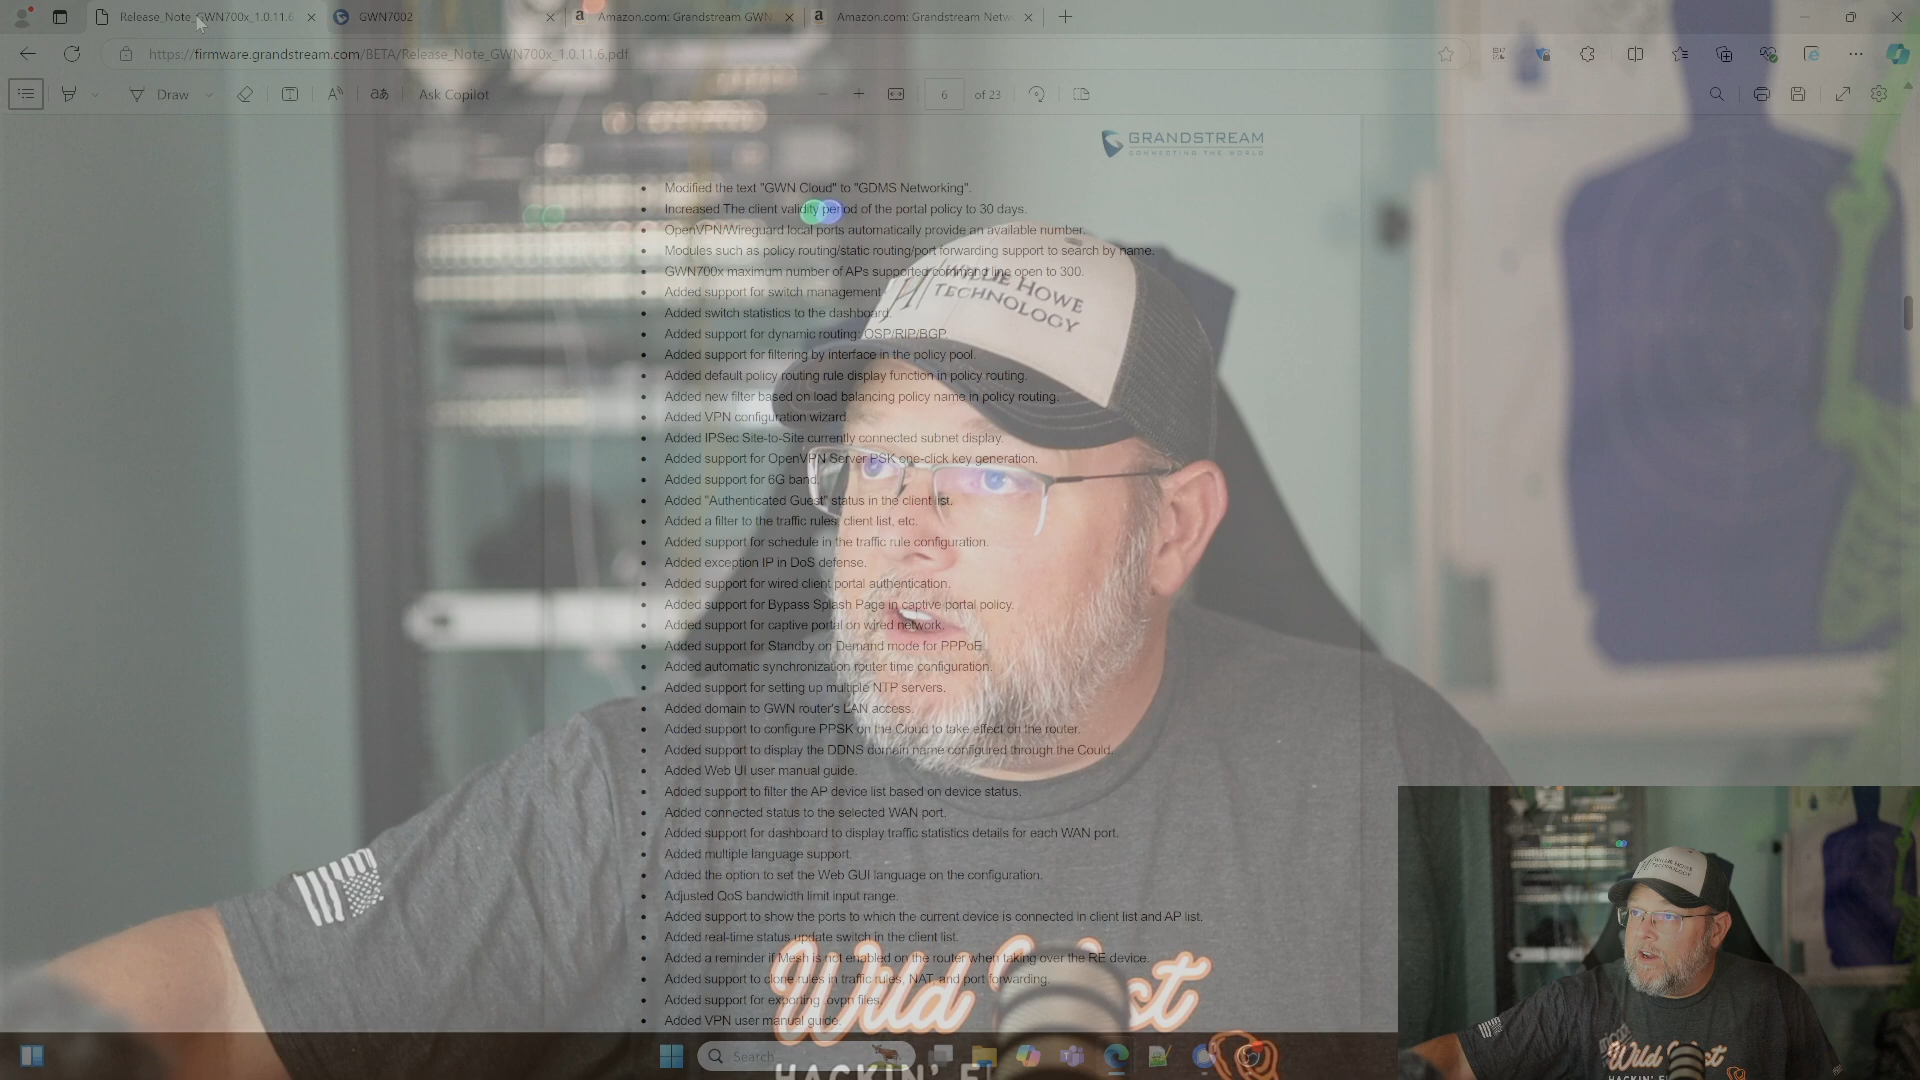 Release_Note_GWN700x_1.0.11.6
GWN7002
Amazon.com: Grandstream GWN
Amazon.com: Grandstream Netw
https://firmware.grandstream.com/BETA/Release_Note_GWN700x_1.0.11.6.pdf
Draw
Ask Copilot
6
of 23
GRANDSTREAM
CONNECTING THE WORLD
• Modified the text "GWN Cloud" to "GDMS Networking".
• Increased The client validity period of the portal policy to 30 days.
• OpenVPN/Wireguard local ports automatically provide an available number.
• Modules such as policy routing/static routing/port forwarding support to search by name.
• GWN700x maximum number of APs supported command line open to 300.
• Added support for switch management
• Added switch statistics to the dashboard.
• Added support for dynamic routing: OSP/RIP/BGP.
• Added support for filtering by interface in the policy pool.
• Added default policy routing rule display function in policy routing.
• Added new filter based on load balancing policy name in policy routing.
• Added VPN configuration wizard.
• Added IPSec Site-to-Site currently connected subnet display.
• Added support for OpenVPN Server PSK one-click key generation.
• Added support for 6G band.
• Added "Authenticated Guest" status in the client list.
• Added a filter to the traffic rules, client list, etc.
• Added support for schedule in the traffic rule configuration.
• Added exception IP in DoS defense.
• Added support for wired client portal authentication.
• Added support for Bypass Splash Page in captive portal policy.
• Added support for captive portal on wired network.
• Added support for Standby on Demand mode for PPPoE.
• Added automatic synchronization router time configuration.
• Added support for setting up multiple NTP servers.
• Added domain to GWN router's LAN access.
• Added support to configure PPSK on the Cloud to take effect on the router.
• Added support to display the DDNS domain name configured through the Could.
• Added Web UI user manual guide.
• Added support to filter the AP device list based on device status.
• Added connected status to the selected WAN port.
• Added support for dashboard to display traffic statistics details for each WAN port.
• Added multiple language support.
• Added the option to set the Web GUI language on the configuration.
• Adjusted QoS bandwidth limit input range.
• Added support to show the ports to which the current device is connected in client list and AP list.
• Added real-time status update switch in the client list.
• Added a reminder if Mesh is not enabled on the router when taking over the RE device.
• Added support to clone rules in traffic rules, NAT, and port forwarding.
• Added support for exporting .ovpn files.
• Added VPN user manual guide.
WILLIE HOWE
TECHNOLOGY
Wild
Search
HACKIN'
WILLIE HOWE
TECHNOLOGY
Wild